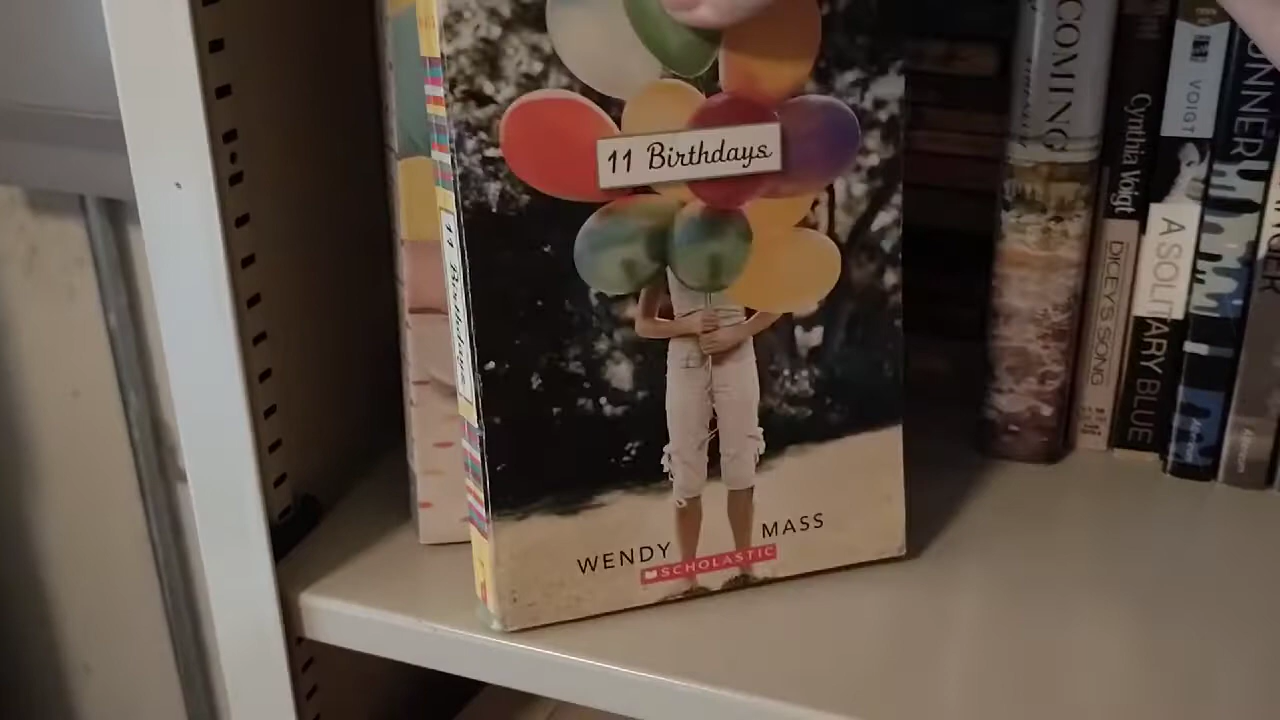 11 Birthdays
11 Birthdays
WENDY MASS
SCHOLASTIC
COMING
Cynthia Voigt
DICEY'S SONG
VOIGT
A SOLITARY BLUE